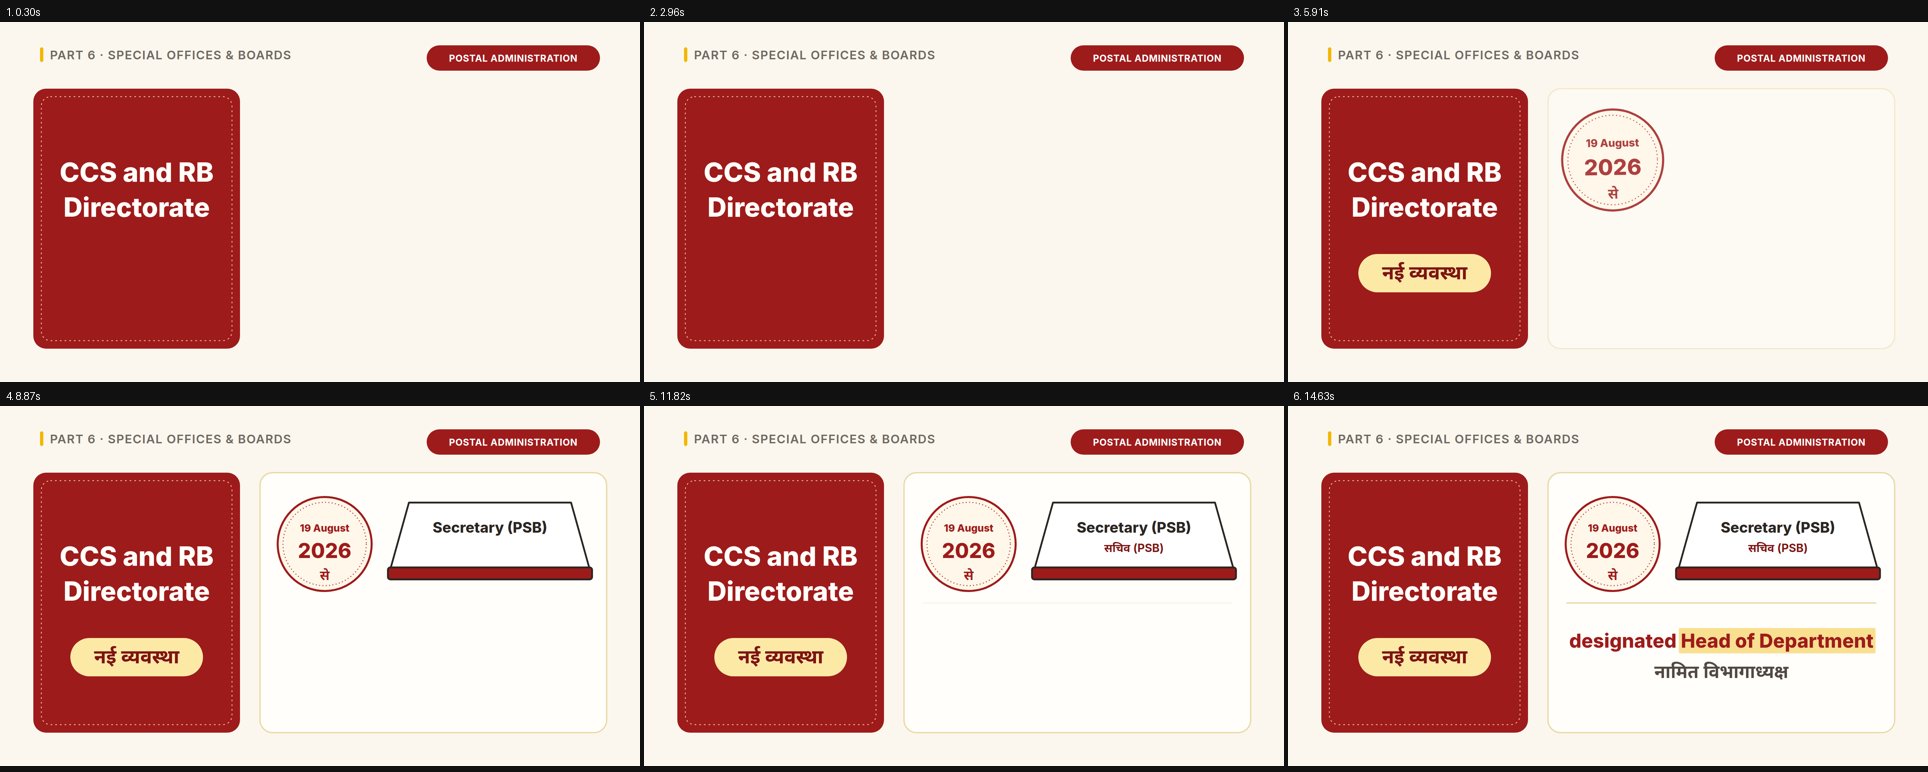 1. 0.30s
PART 6 · SPECIAL OFFICES & BOARDS
POSTAL ADMINISTRATION
CCS and RB
Directorate
2. 2.96s
PART 6 · SPECIAL OFFICES & BOARDS
POSTAL ADMINISTRATION
CCS and RB
Directorate
3. 5.91s
PART 6 · SPECIAL OFFICES & BOARDS
POSTAL ADMINISTRATION
CCS and RB
Directorate
नई व्यवस्था
19 August
2026
से
4. 8.87s
PART 6 · SPECIAL OFFICES & BOARDS
POSTAL ADMINISTRATION
CCS and RB
Directorate
नई व्यवस्था
19 August
2026
से
Secretary (PSB)
5. 11.82s
PART 6 · SPECIAL OFFICES & BOARDS
POSTAL ADMINISTRATION
CCS and RB
Directorate
नई व्यवस्था
19 August
2026
से
Secretary (PSB)
सचिव (PSB)
6. 14.63s
PART 6 · SPECIAL OFFICES & BOARDS
POSTAL ADMINISTRATION
CCS and RB
Directorate
नई व्यवस्था
19 August
2026
से
Secretary (PSB)
सचिव (PSB)
designated Head of Department
नामित विभागाध्यक्ष